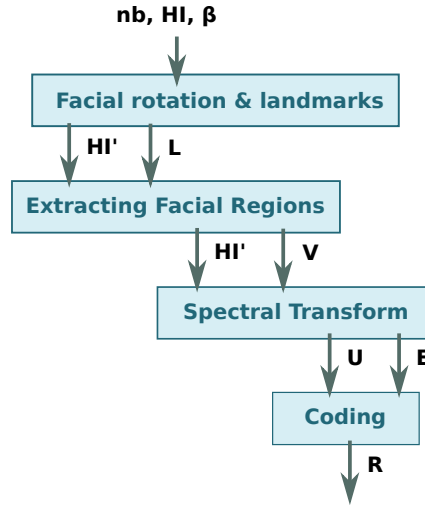 nb, HI, β
Facial rotation & landmarks
HI' L
Extracting Facial Regions
HI' V
Spectral Transform
U
Coding
R